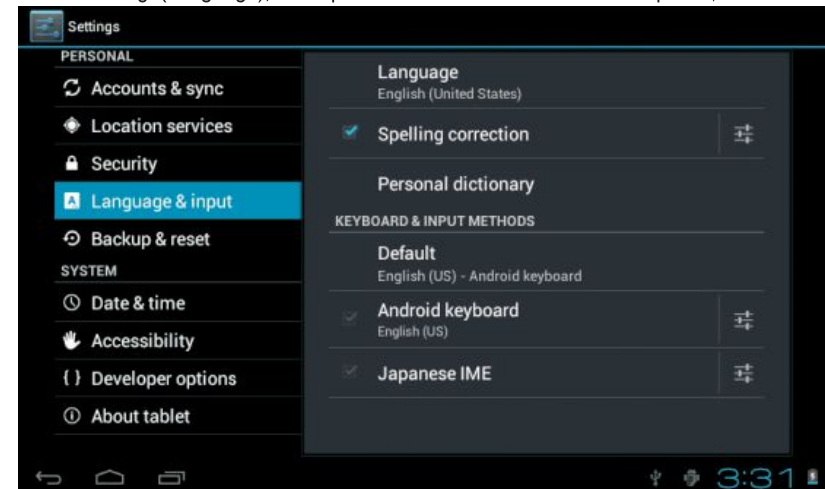 Settings
PERSONAL
Accounts & sync
Location services
Security
Language & input
Backup & reset
SYSTEM
Date & time
Accessibility
{ } Developer options
About tablet
Language
English (United States)
Spelling correction
Personal dictionary
KEYBOARD & INPUT METHODS
Default
English (US) - Android keyboard
Android keyboard
English (US)
Japanese IME
3:31